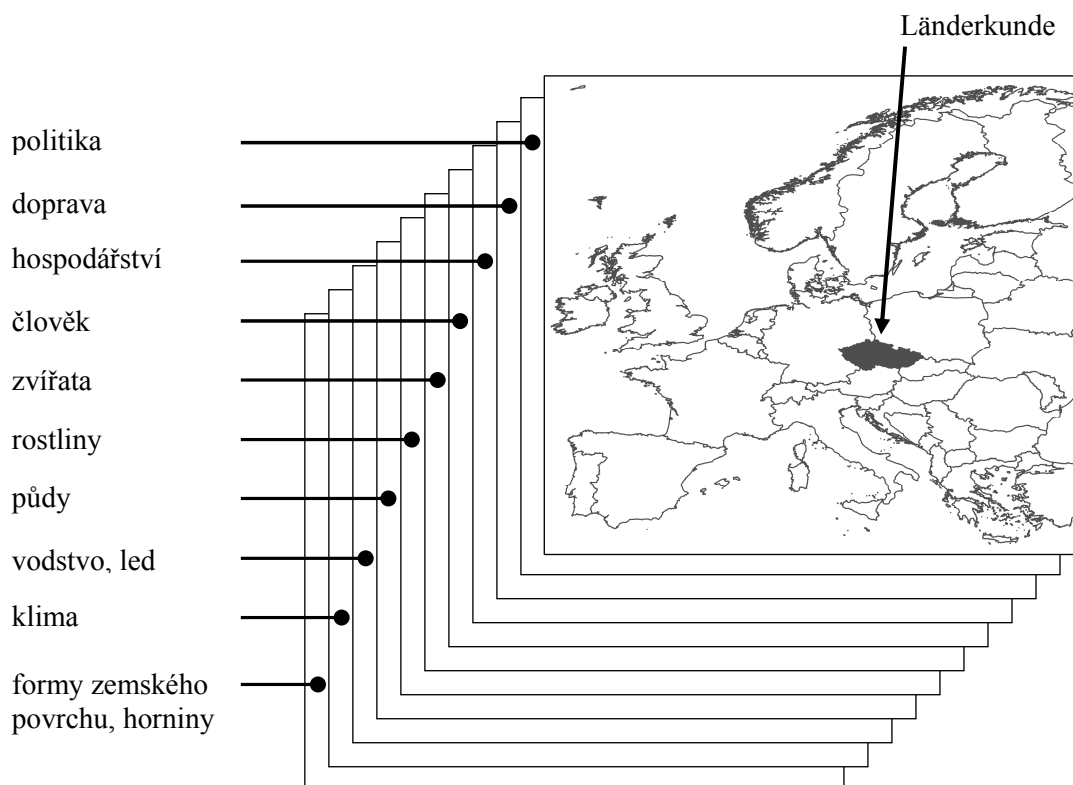 Länderkunde
politika
doprava
hospodářství
člověk
zvířata
rostliny
půdy
vodstvo, led
klima
formy zemského
povrchu, horniny